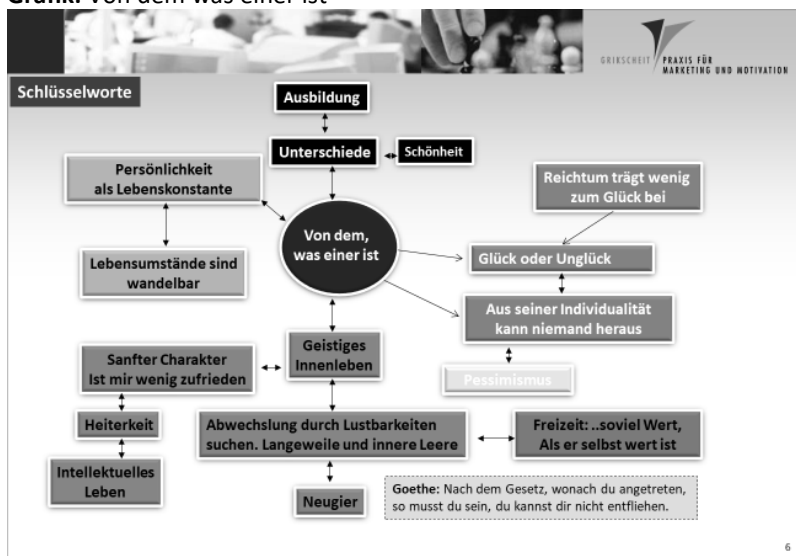 Grafik: Von dem was einer ist
GRIKSCHEIT PRAXIS FÜR
MARKETING UND MOTIVATION
Schlüsselworte
Ausbildung
Unterschiede
Schönheit
Persönlichkeit
als Lebenskonstante
Reichtum trägt wenig
zum Glück bei
Von dem,
was einer ist
Lebensumstände sind
wandelbar
Glück oder Unglück
Aus seiner Individualität
kann niemand heraus
Geistiges
Innenleben
Sanfter Charakter
Ist mir wenig zufrieden
Pessimismus
Heiterkeit
Abwechslung durch Lustbarkeiten
suchen. Langeweile und innere Leere
Freizeit: ..soviel Wert,
Als er selbst wert ist
Intellektuelles
Leben
Neugier
Goethe: Nach dem Gesetz, wonach du angetreten,
so musst du sein, du kannst dir nicht entfliehen.
6